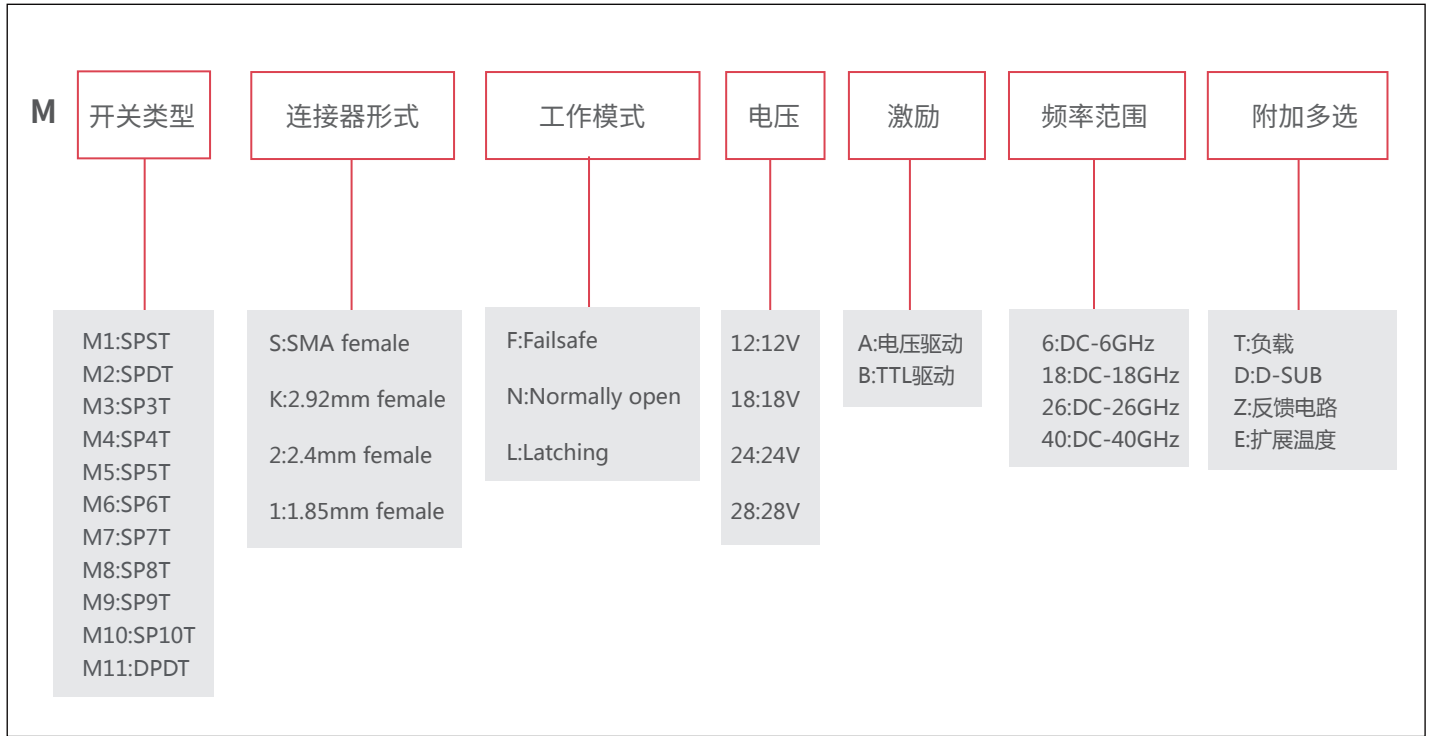 M
开关类型
连接器形式
工作模式
电压
激励
频率范围
附加多选
M1:SPST
M2:SPDT
M3:SP3T
M4:SP4T
M5:SP5T
M6:SP6T
M7:SP7T
M8:SP8T
M9:SP9T
M10:SP10T
M11:DPDT
S:SMA female
K:2.92mm female
2:2.4mm female
1:1.85mm female
F:Failsafe
N:Normally open
L:Latching
12:12V
18:18V
24:24V
28:28V
A:电压驱动
B:TTL驱动
6:DC-6GHz
18:DC-18GHz
26:DC-26GHz
40:DC-40GHz
T:负载
D:D-SUB
Z:反馈电路
E:扩展温度